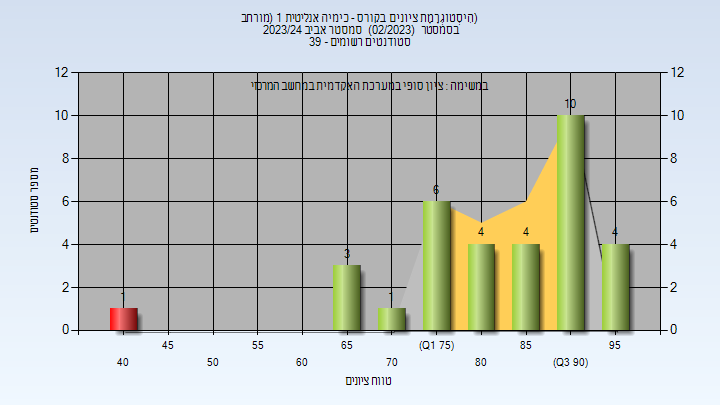 (היסטוגרמת ציונים בקורס - כימיה אנליטית 1 (מורחב
בסמסטר (02/2023) סמסטר אביב 2023/24
סטודנטים רשומים - 39
במשימה : ציון סופי במערכת האקדמית במחשב המרכזי
12 12
10 10
8 8
6 6
4 4
2 2
0 0
מספר סטודנטים
1
3
1
6
4
4
10
4
45 55 65 (Q1 75) 85 95
40 50 60 70 80 (Q3 90)
טווח ציונים